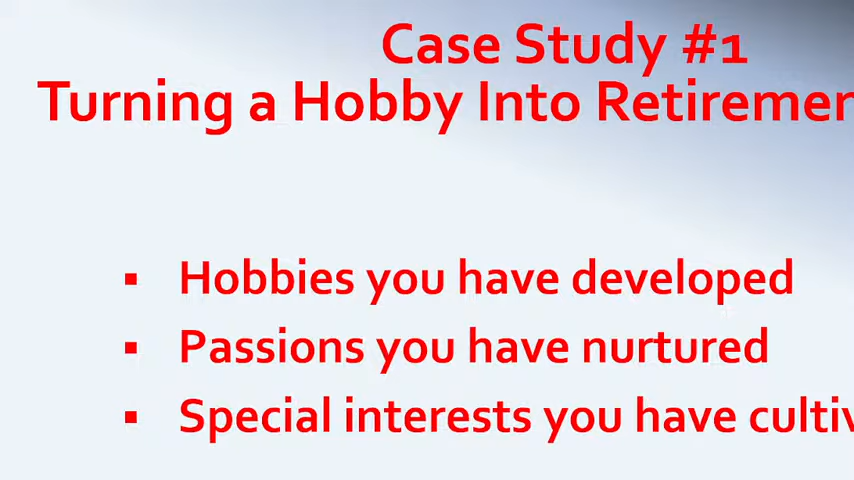 Case Study #1
Turning a Hobby Into Retiremen
▪ Hobbies you have developed
▪ Passions you have nurtured
▪ Special interests you have cultiv